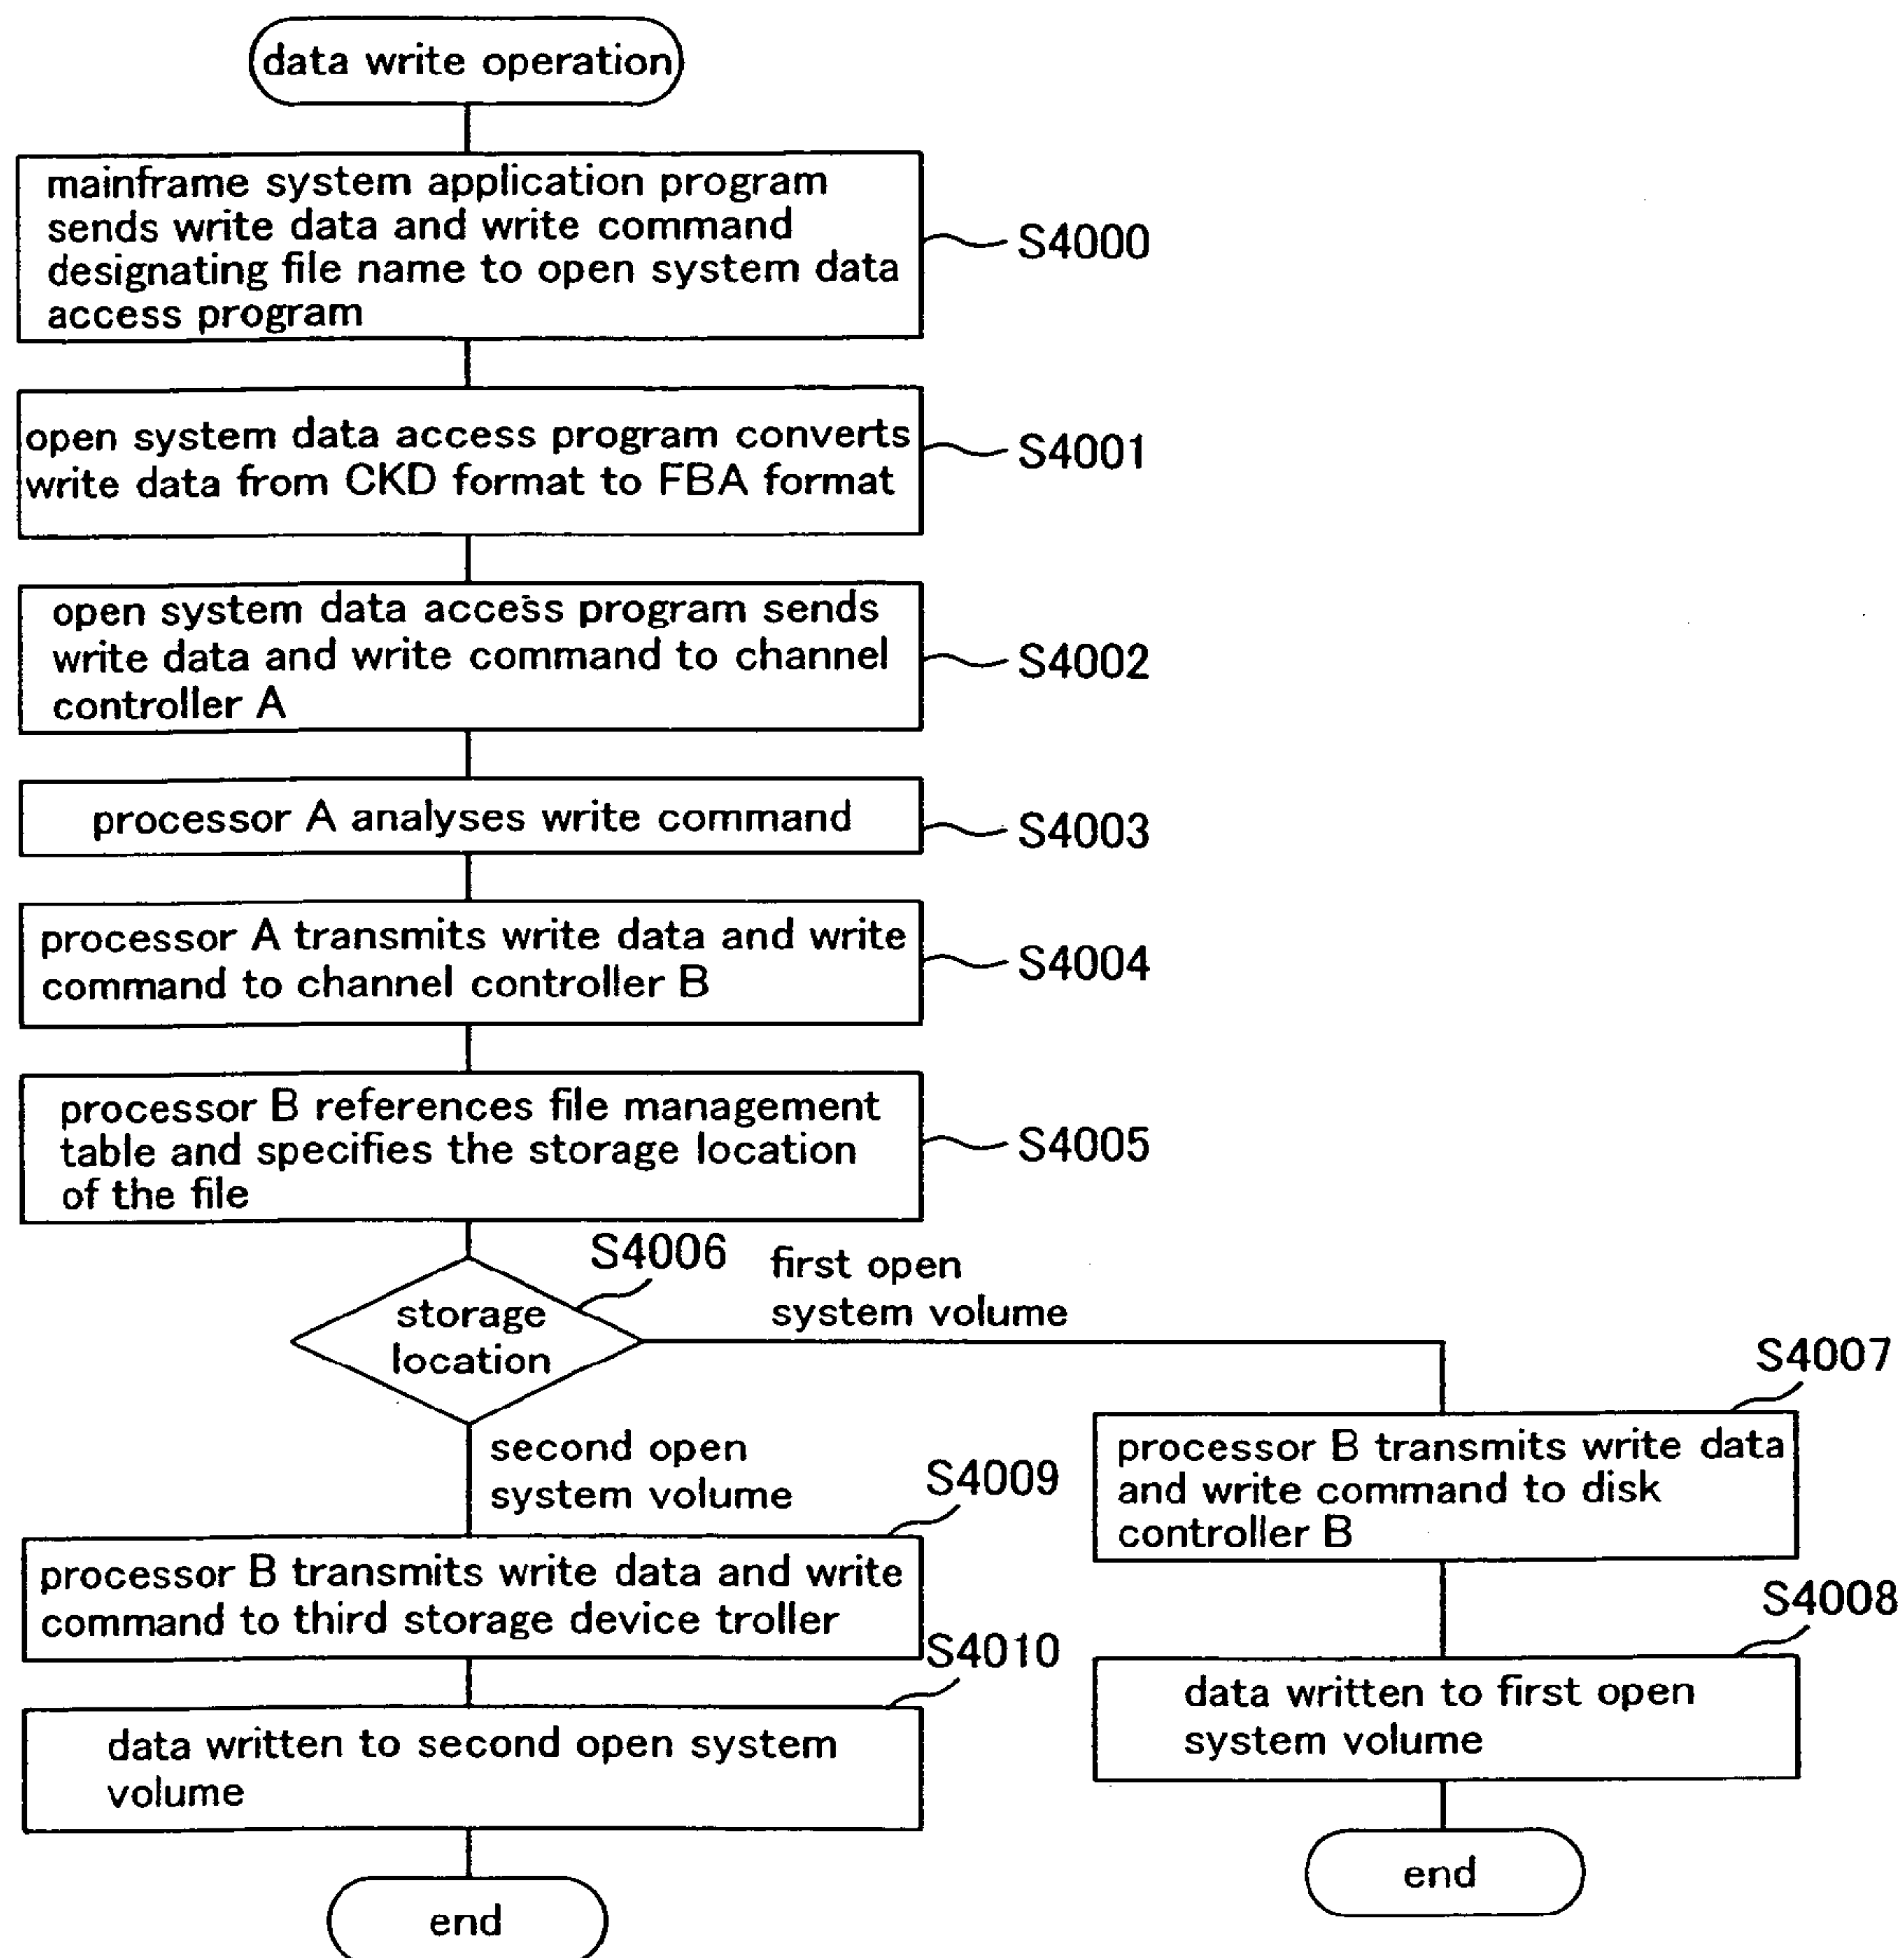 data write operation
mainframe system application program
sends write data and write command
designating file name to open system data
access program
S4000
open system data access program converts
write data from CKD format to FBA format
S4001
open system data access program sends
write data and write command to channel
controller A
S4002
processor A analyses write command
S4003
processor A transmits write data and write
command to channel controller B
S4004
processor B references file management
table and specifies the storage location
of the file
S4005
S4006
storage
location
first open
system volume
S4007
processor B transmits write data
and write command to disk
controller B
S4008
data written to first open
system volume
end
second open
system volume
S4009
processor B transmits write data and write
command to third storage device troller
S4010
data written to second open system
volume
end